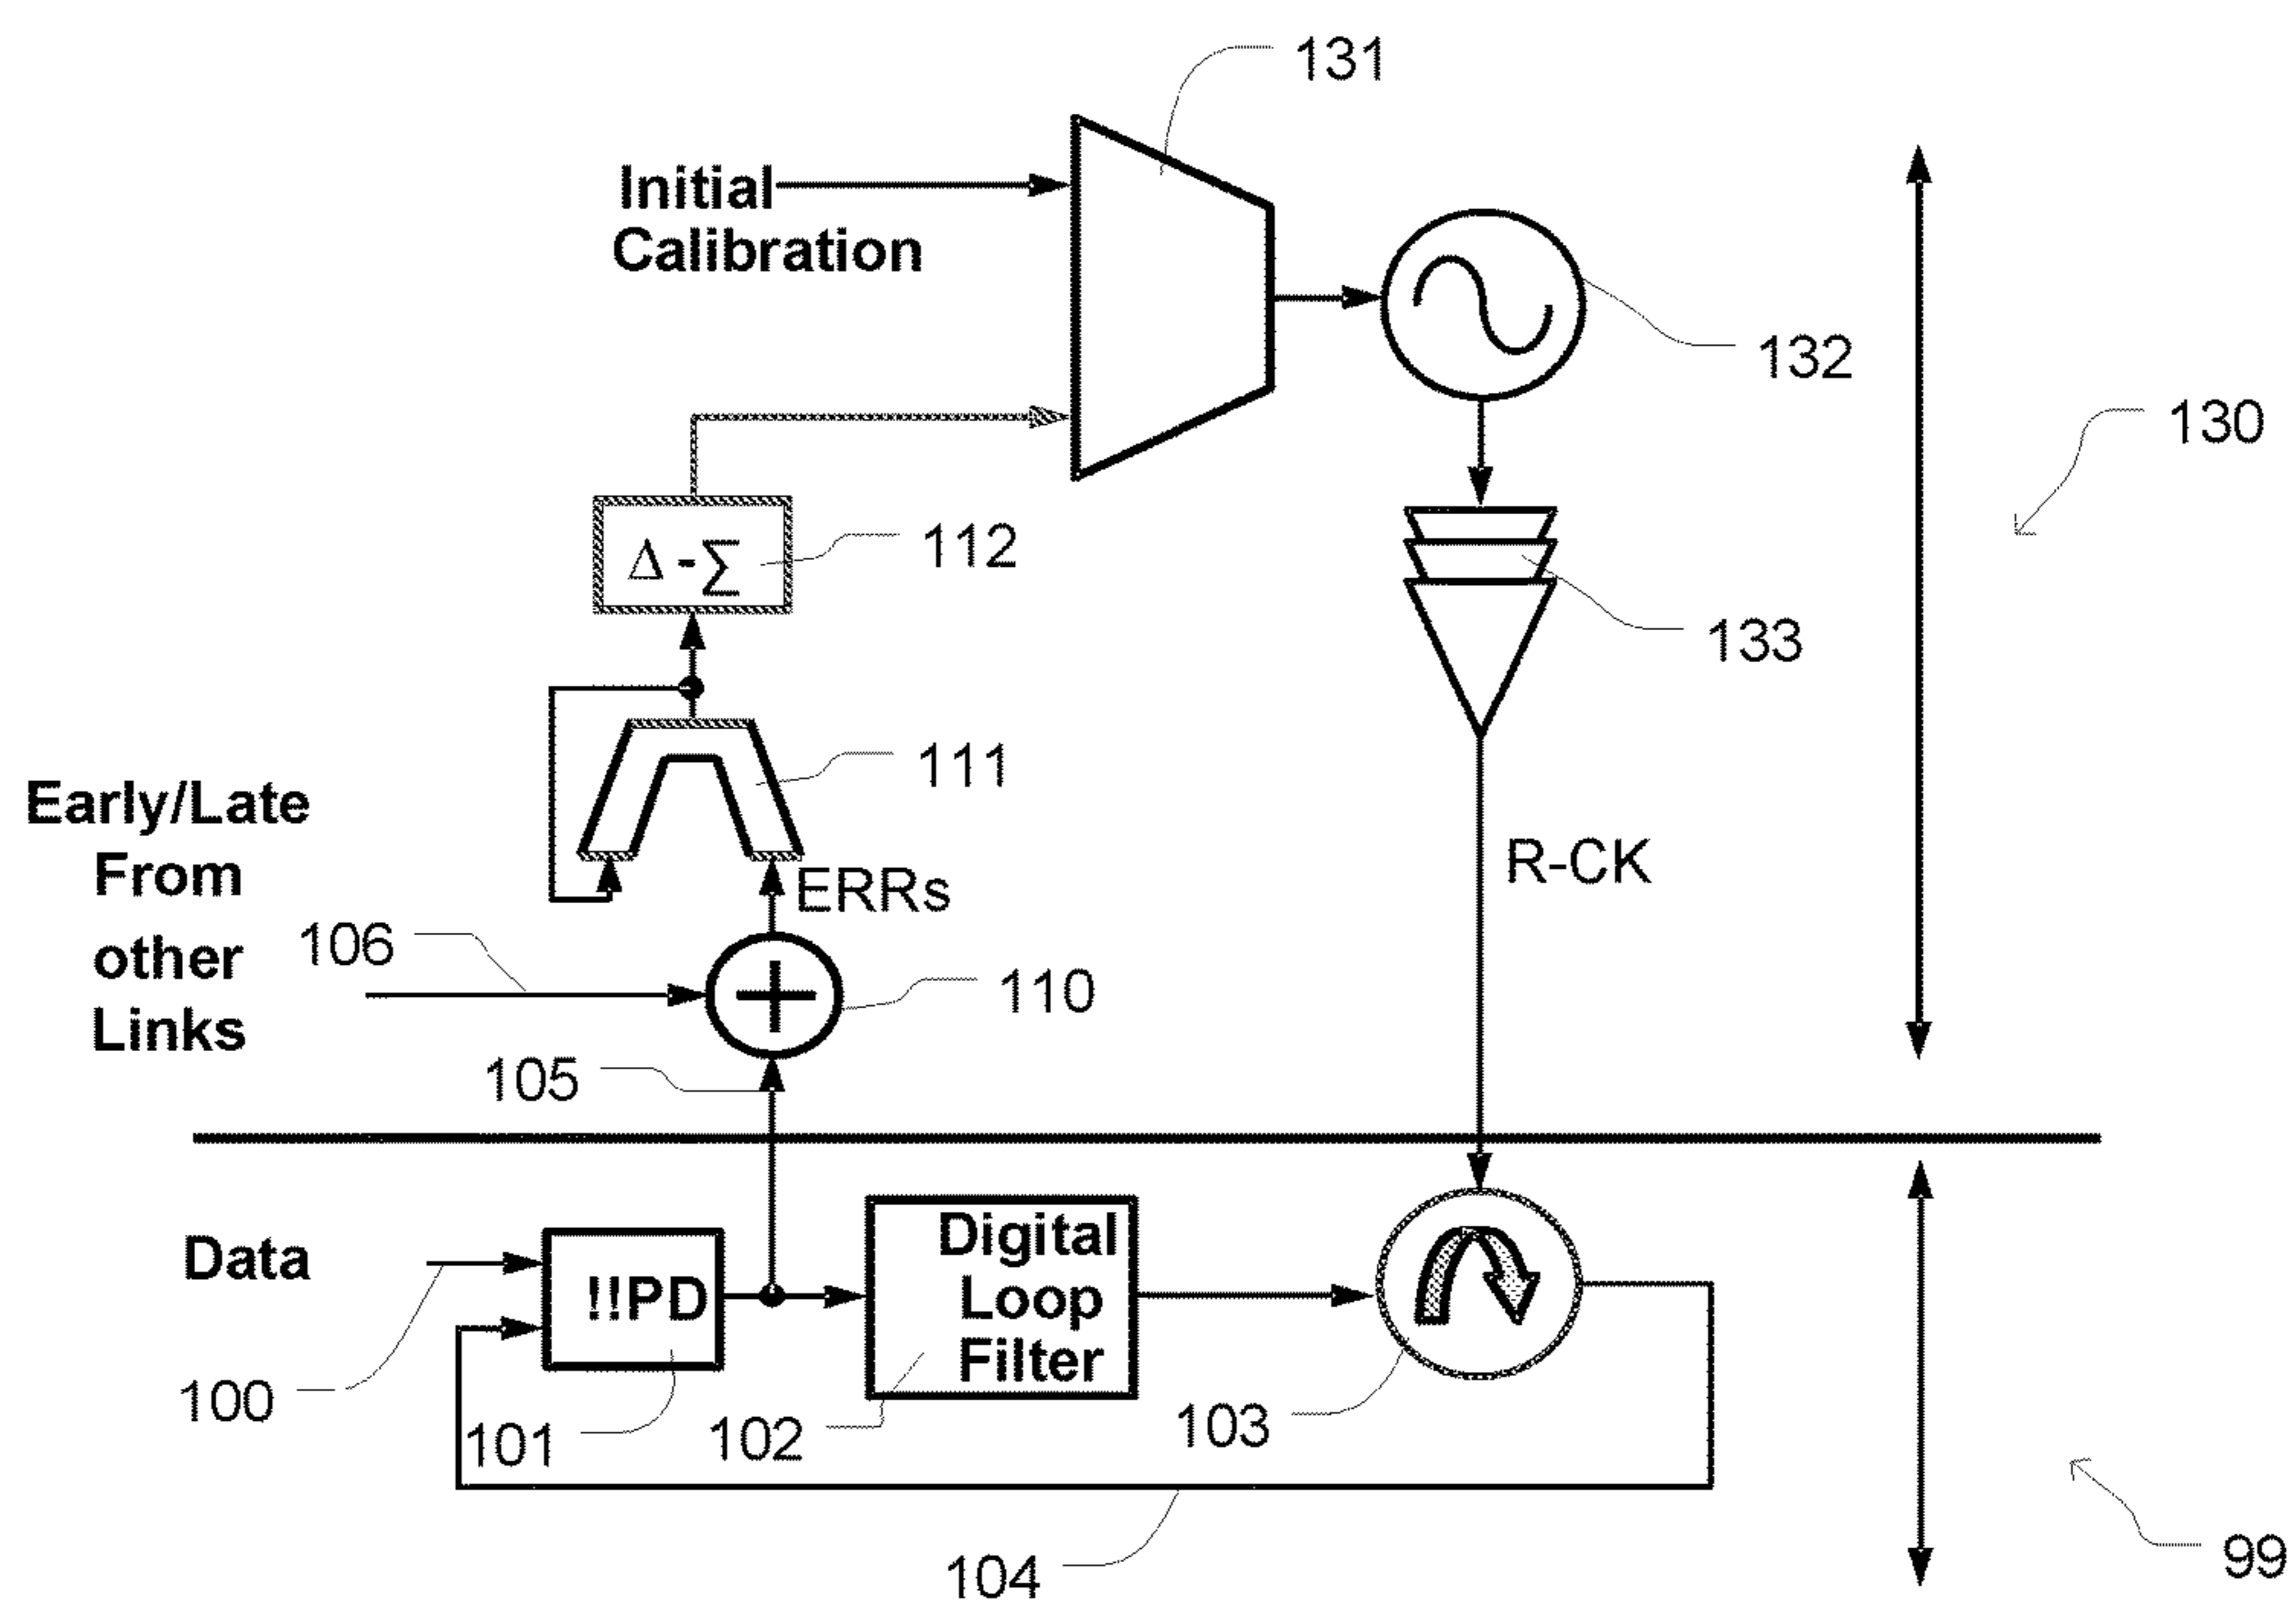 131
Initial
Calibration
132
130
Δ-∑
112
133
111
Early/Late
From
other
Links
ERRs
R-CK
106
110
105
Data
!!PD
Digital
Loop
Filter
100
101
102
103
104
99